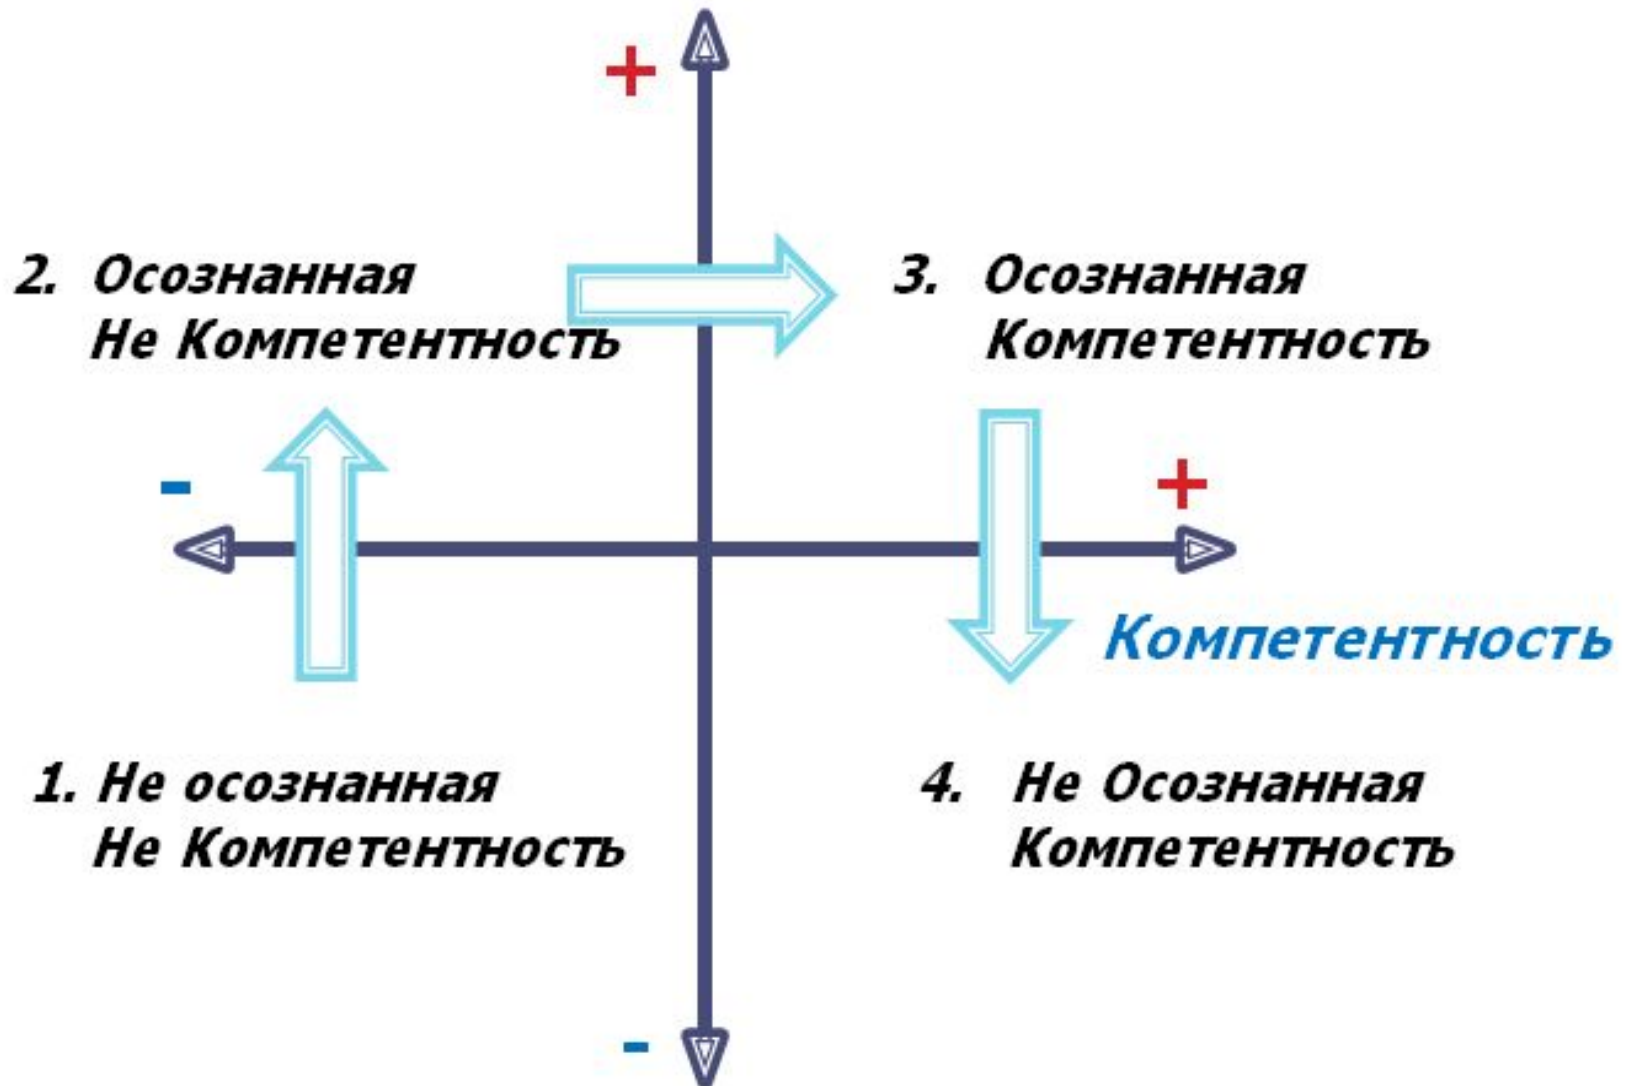 +
2. Осознанная
Не Компетентность
3. Осознанная
Компетентность
-
+
Компетентность
1. Не осознанная
Не Компетентность
4. Не Осознанная
Компетентность
-